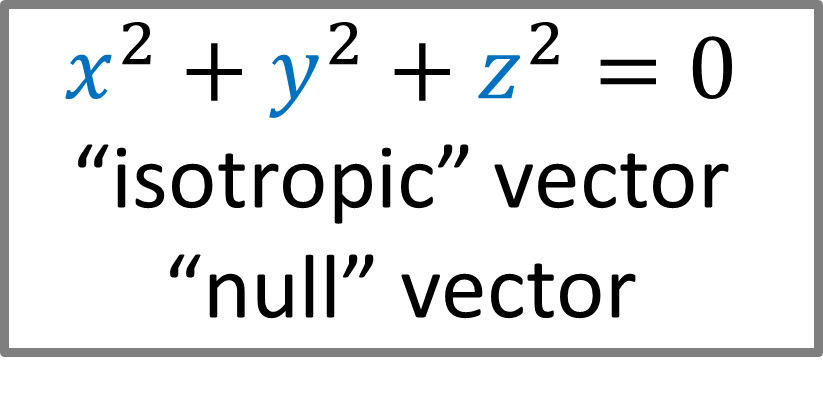 x² + y² + z² = 0
“isotropic” vector
“null” vector